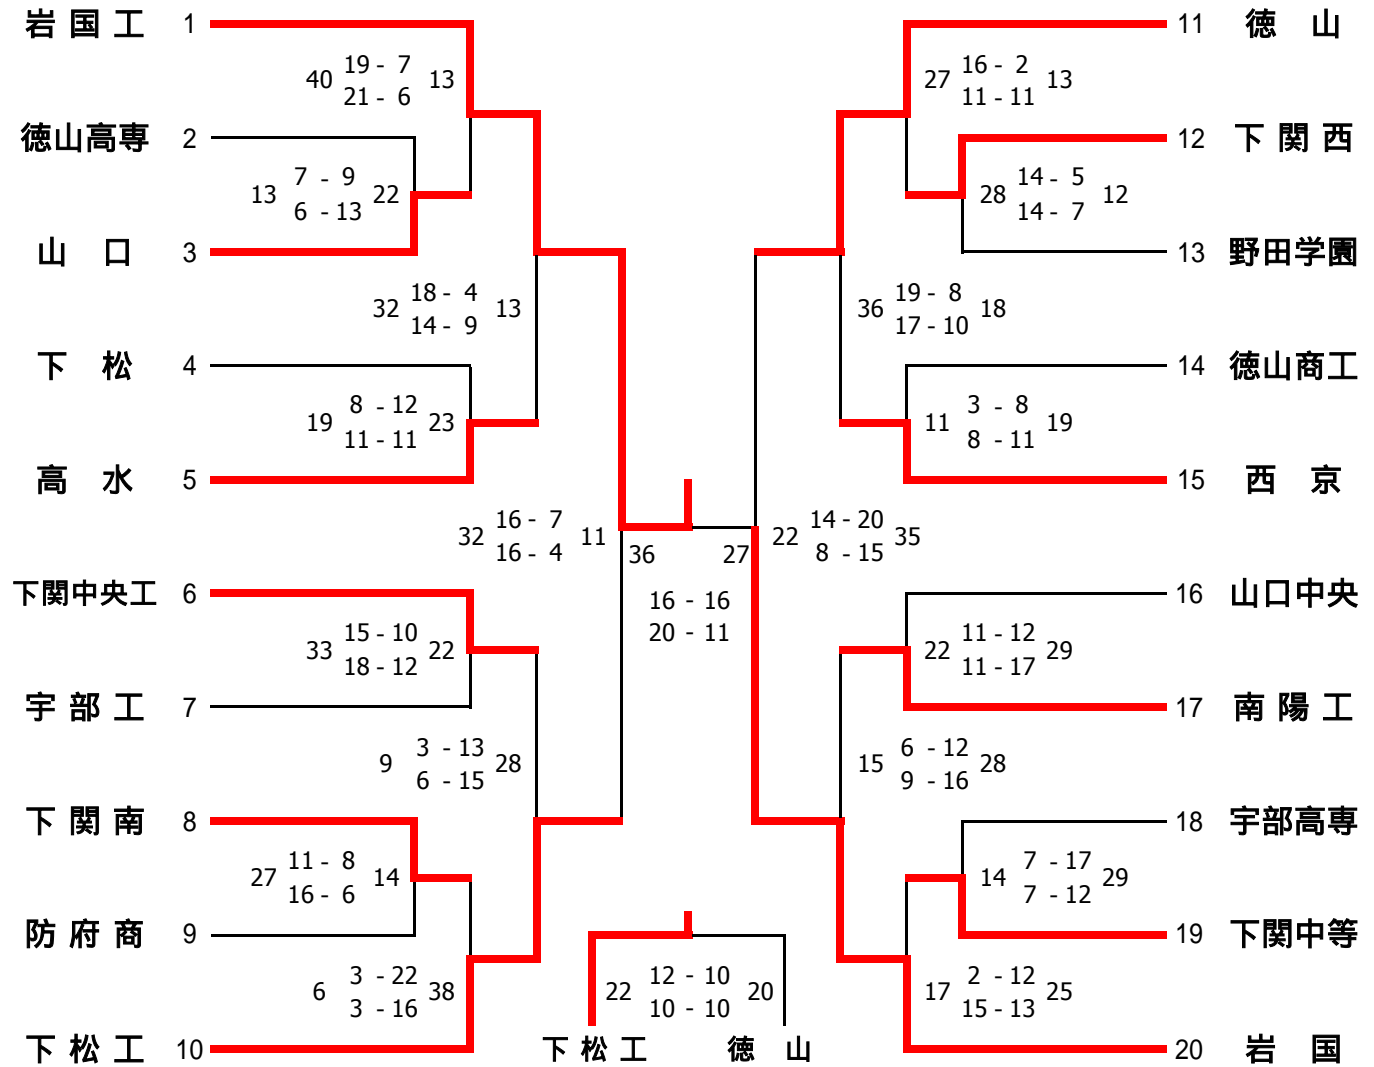 岩国工 1
40 19 - 7 13
21 - 6
徳山高専 2
13 7 - 9 22
6 - 13
山口 3
32 18 - 4 13
14 - 9
下松 4
19 8 - 12 23
11 - 11
高水 5
32 16 - 7 11
16 - 4
下関中央工 6
33 15 - 10 22
18 - 12
宇部工 7
9 3 - 13 28
6 - 15
下関南 8
27 11 - 8 14
16 - 6
防府商 9
6 3 - 22 38
3 - 16
下松工 10
36 27
16 - 16
20 - 11
22 12 - 10 20
10 - 10
下松工 徳山
11 徳山
27 16 - 2 13
11 - 11
12 下関西
28 14 - 5 12
14 - 7
13 野田学園
36 19 - 8 18
17 - 10
14 徳山商工
11 3 - 8 19
8 - 11
15 西京
22 14 - 20 35
8 - 15
16 山口中央
22 11 - 12 29
11 - 17
17 南陽工
15 6 - 12 28
9 - 16
18 宇部高専
14 7 - 17 29
7 - 12
19 下関中等
17 2 - 12 25
15 - 13
20 岩国